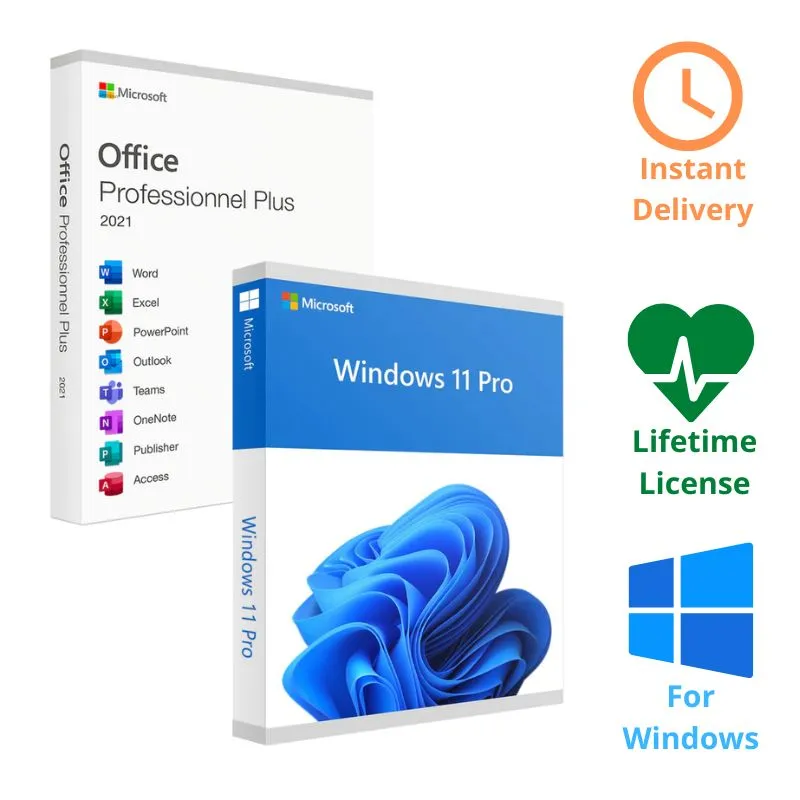 Microsoft
Office
Professionnel Plus
2021
Word
Excel
PowerPoint
Outlook
Teams
OneNote
Publisher
Access
Office Professionnel Plus 2021
Microsoft
Windows 11 Pro
Microsoft
Windows 11 Pro
Instant
Delivery
Lifetime
License
For
Windows